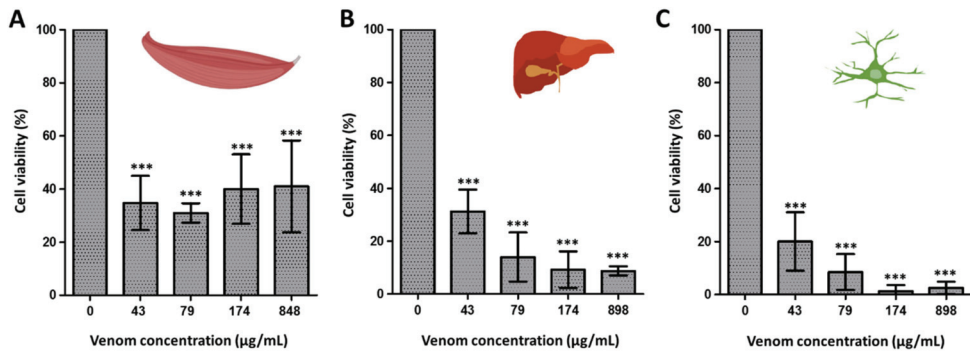 A
Cell viability (%)
100
80
60
40
20
0
***
***
***
***
0 43 79 174 848
Venom concentration (µg/mL)
B
Cell viability (%)
100
80
60
40
20
0
***
***
***
***
0 43 79 174 898
Venom concentration (µg/mL)
C
Cell viability (%)
100
80
60
40
20
0
***
***
***
***
0 43 79 174 898
Venom concentration (µg/mL)